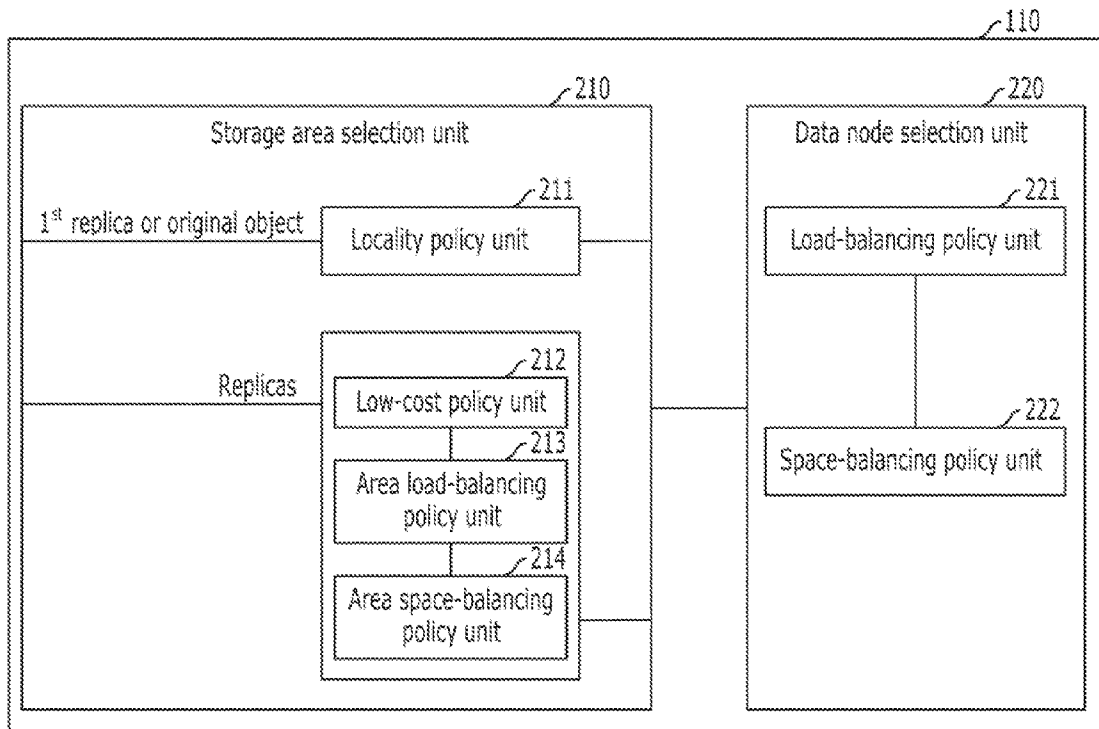 110
210
Storage area selection unit
211
1st replica or original object
Locality policy unit
Replicas
212
Low-cost policy unit
213
Area load-balancing
policy unit
214
Area space-balancing
policy unit
220
Data node selection unit
221
Load-balancing policy unit
222
Space-balancing policy unit